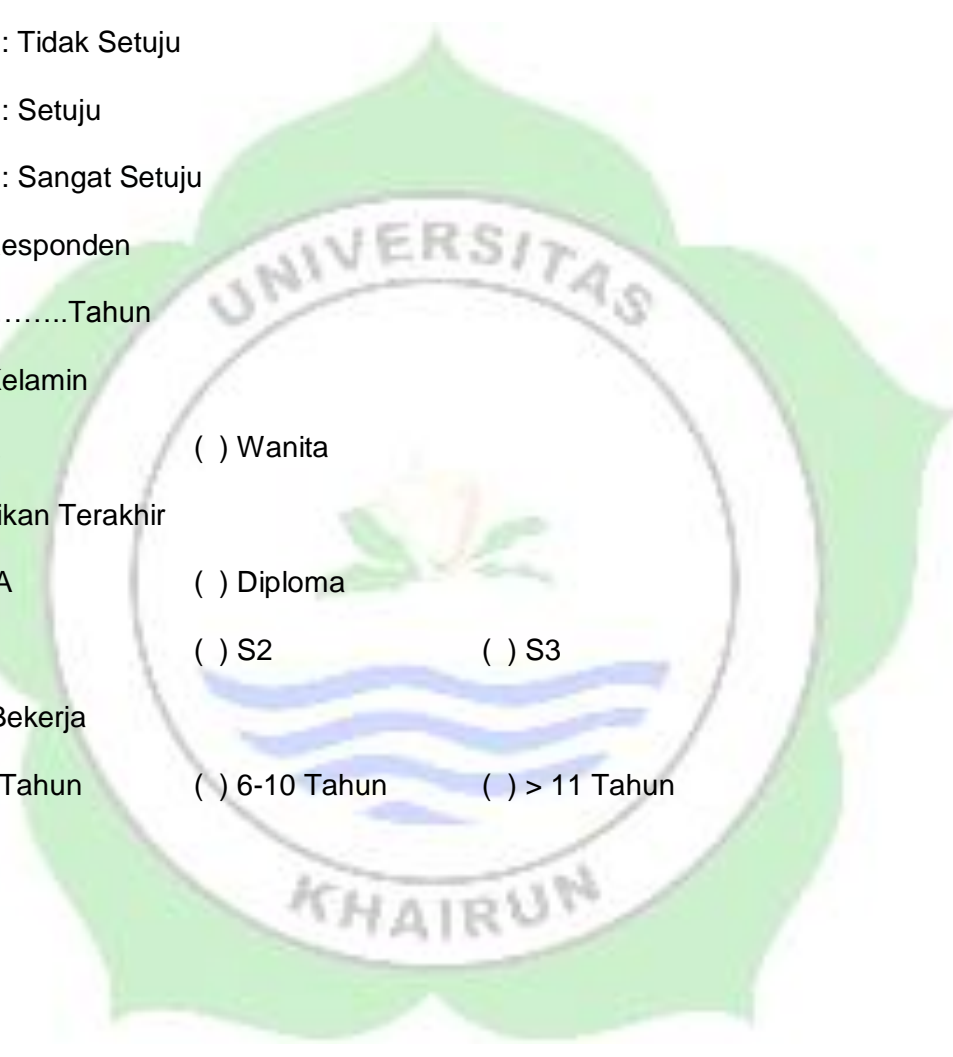 : Tidak Setuju
: Setuju
: Sangat Setuju
esponden
…….Tahun
elamin
( ) Wanita
ikan Terakhir
A ( ) Diploma
( ) S2 ( ) S3
Bekerja
Tahun ( ) 6-10 Tahun ( ) > 11 Tahun
UNIVERSITAS
KHAIRUN